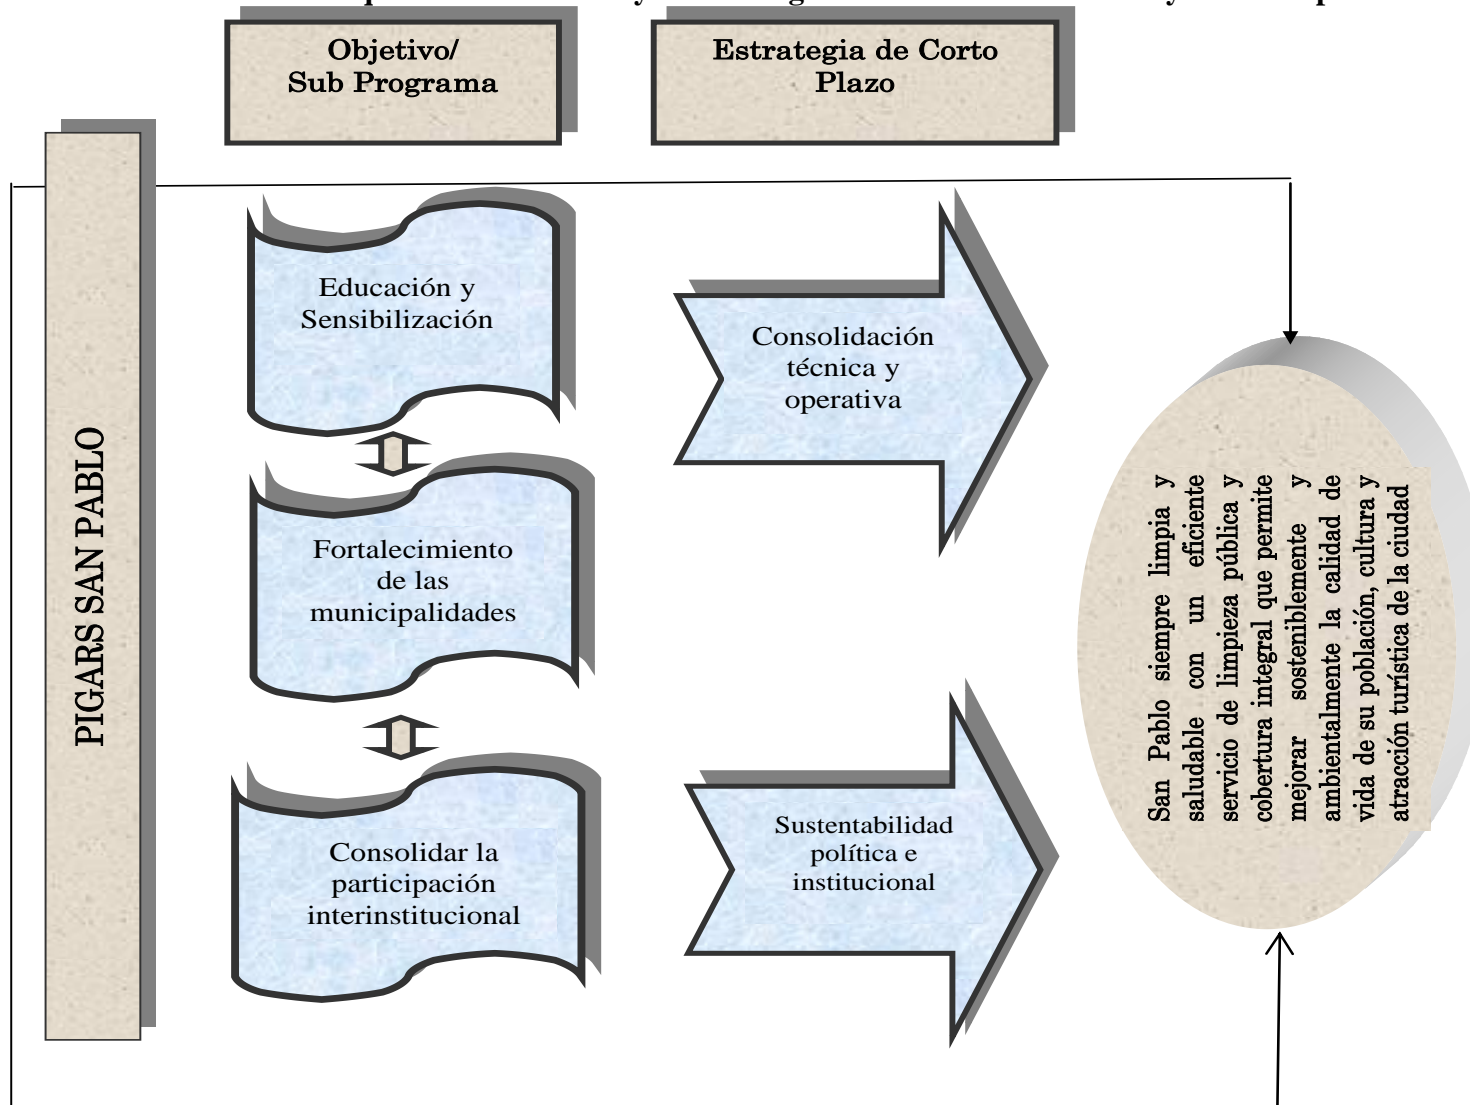 Objetivo/
Sub Programa
Estrategia de Corto
Plazo
PIGARS SAN PABLO
Educación y
Sensibilización
Consolidación
técnica y
operativa
Fortalecimiento
de las
municipalidades
Consolidar la
participación
interinstitucional
Sustentabilidad
política e
institucional
San Pablo siempre limpia y
saludable con un eficiente
servicio de limpieza pública y
cobertura integral que permite
mejorar sosteniblemente y
ambientalmente la calidad de
vida de su población, cultura y
atracción turística de la ciudad